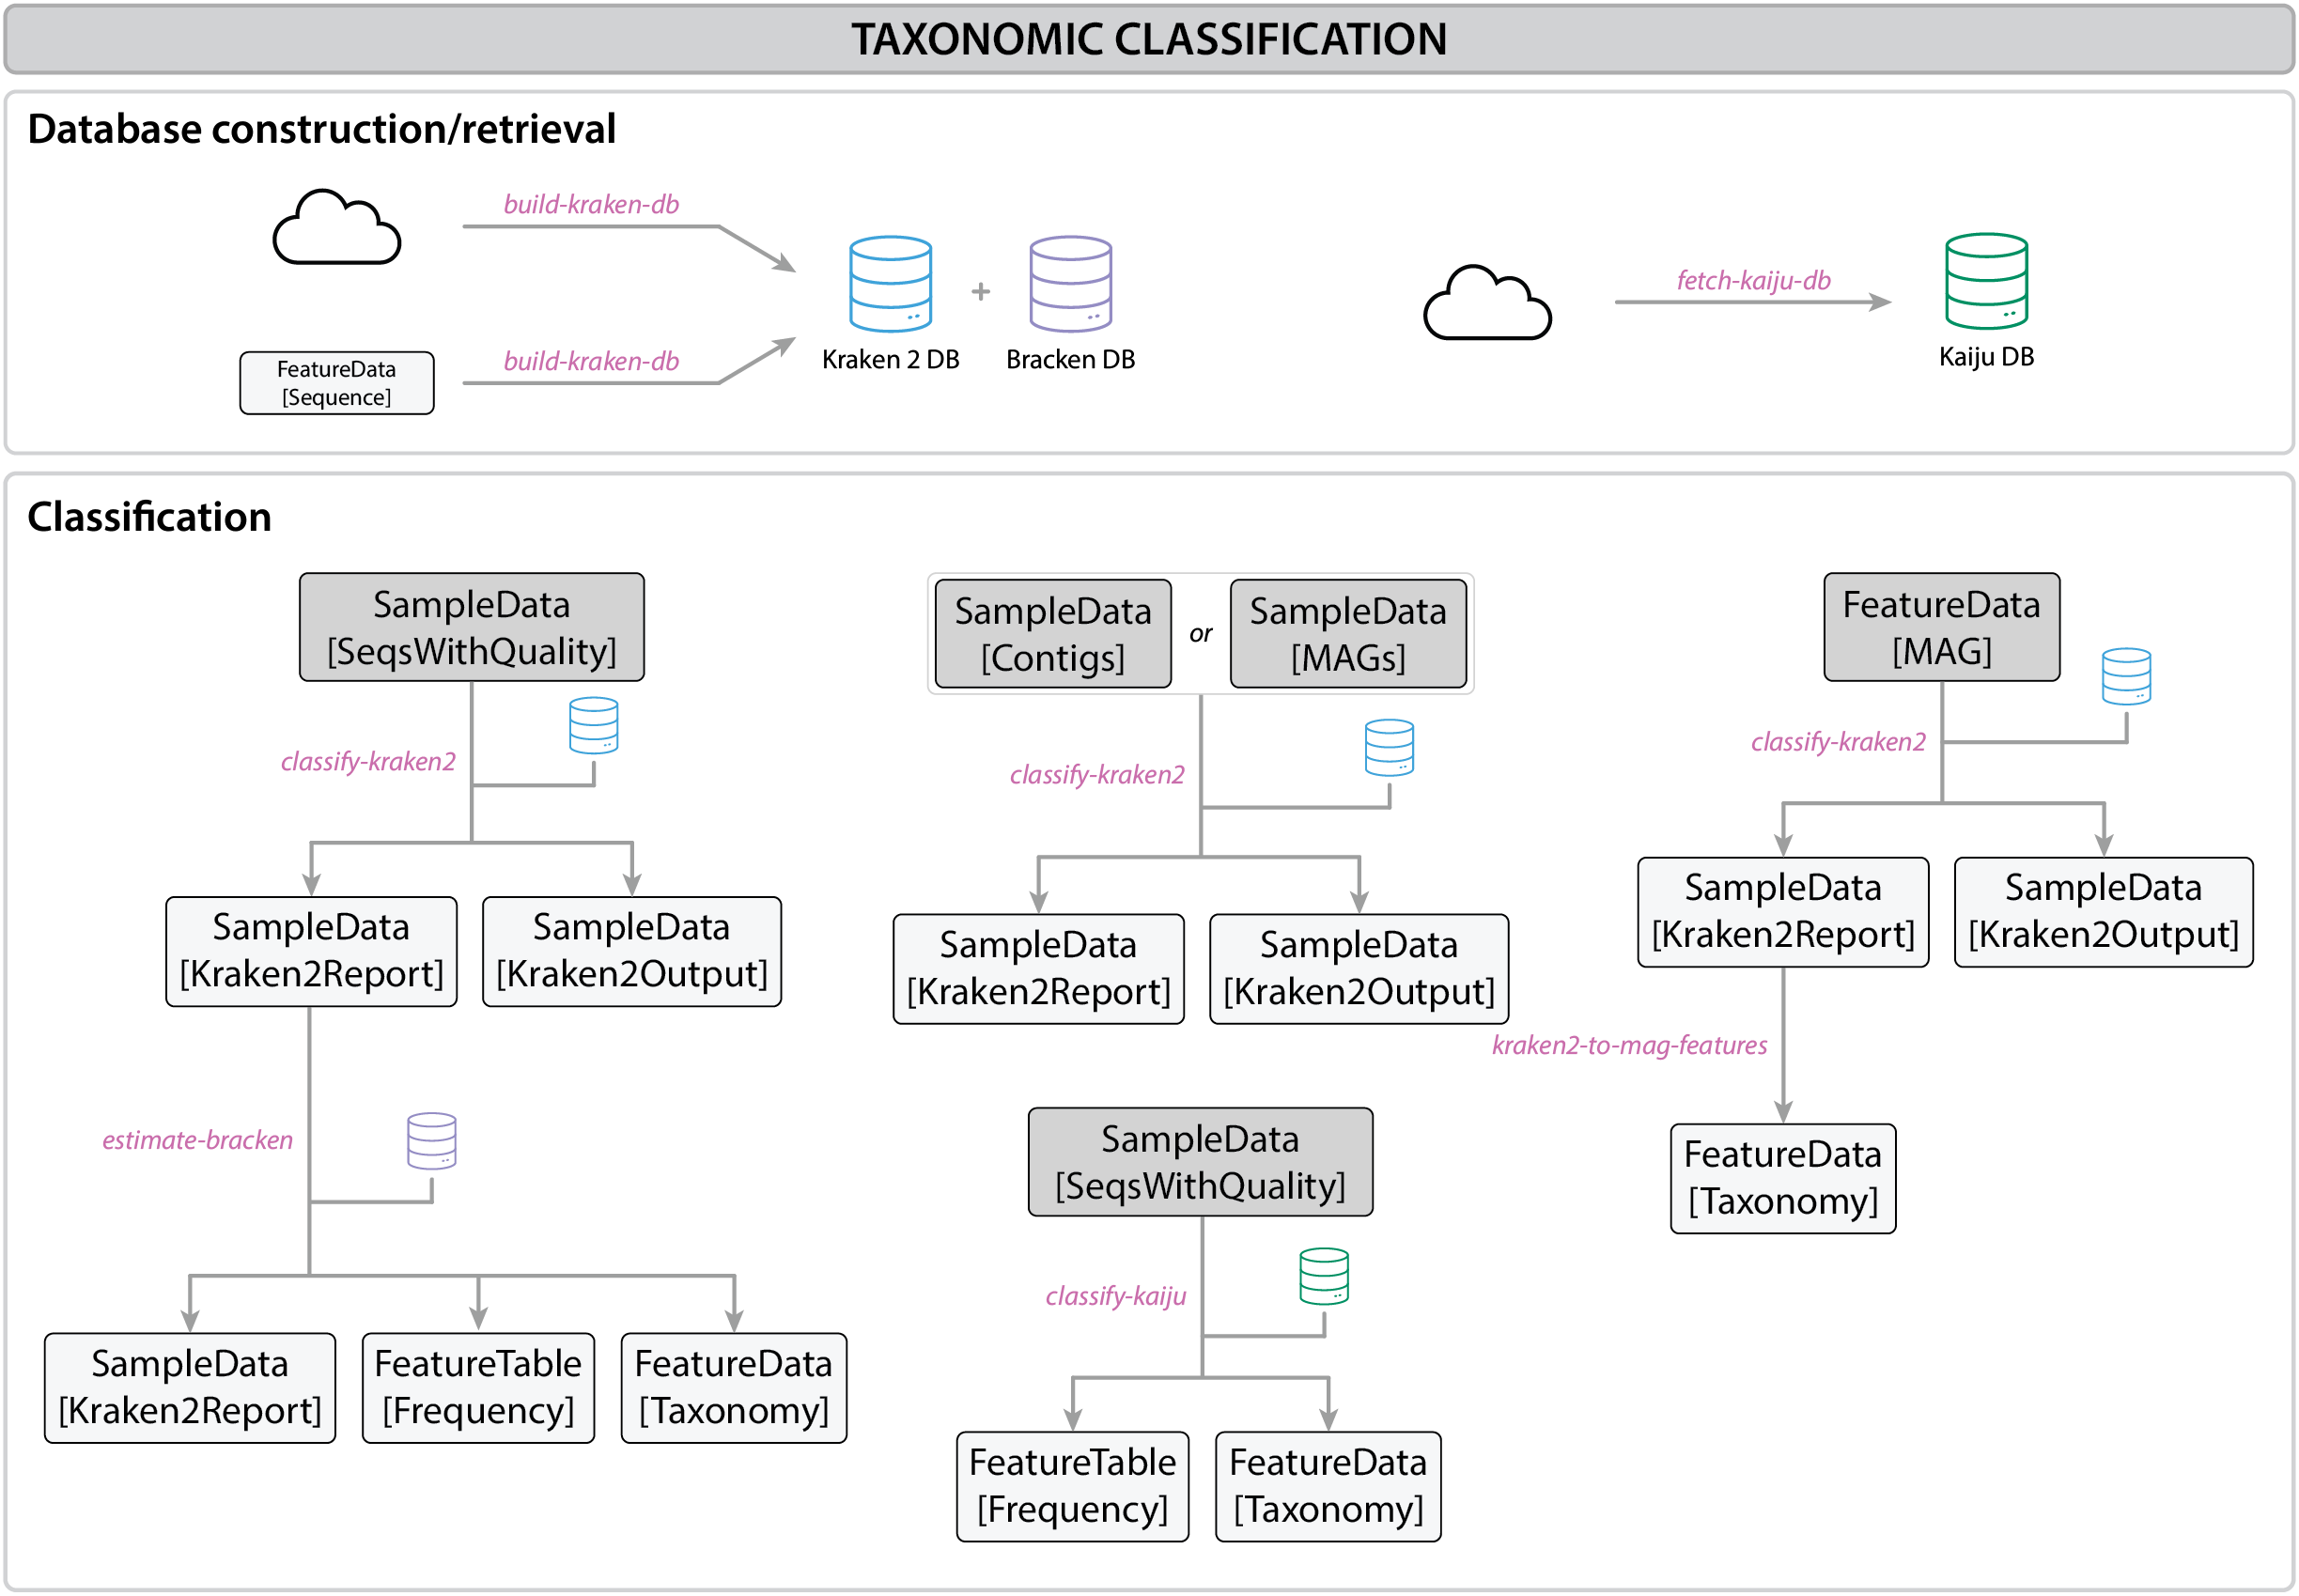 TAXONOMIC CLASSIFICATION
Database construction/retrieval
build-kraken-db
build-kraken-db
FeatureData
[Sequence]
+
Kraken 2 DB
Bracken DB
fetch-kaiju-db
Kaiju DB
Classification
SampleData
[SeqsWithQuality]
classify-kraken2
SampleData
[Kraken2Report]
SampleData
[Kraken2Output]
estimate-bracken
SampleData
[Kraken2Report]
FeatureTable
[Frequency]
FeatureData
[Taxonomy]
SampleData
[Contigs]
or
SampleData
[MAGs]
classify-kraken2
SampleData
[Kraken2Report]
SampleData
[Kraken2Output]
SampleData
[SeqsWithQuality]
classify-kaiju
FeatureTable
[Frequency]
FeatureData
[Taxonomy]
FeatureData
[MAG]
classify-kraken2
SampleData
[Kraken2Report]
SampleData
[Kraken2Output]
kraken2-to-mag-features
FeatureData
[Taxonomy]